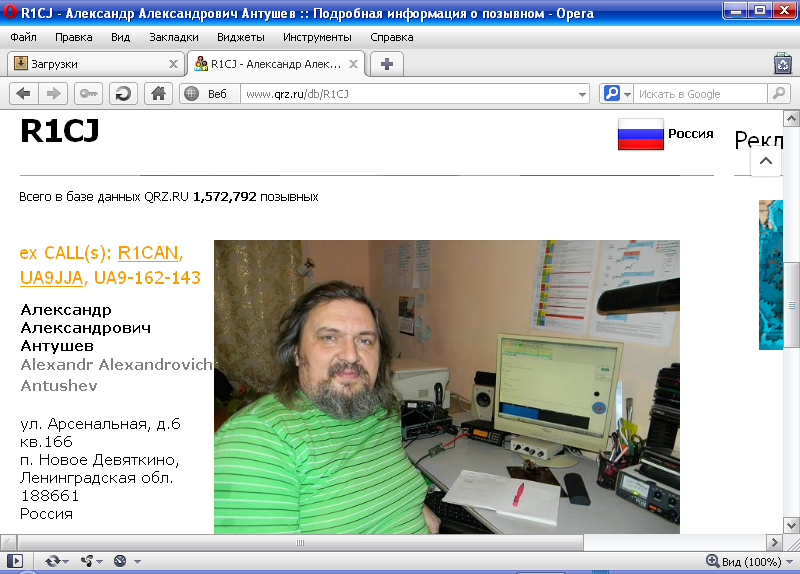 R1CJ - Александр Александрович Антушев :: Подробная информация о позывном - Opera
Файл Правка Вид Закладки Виджеты Инструменты Справка
Загрузки
R1CJ - Александр Алек...
Веб
www.qrz.ru/db/R1CJ
Искать в Google
R1CJ
Россия
Рекл
Всего в базе данных QRZ.RU 1,572,792 позывных
ex CALL(s): R1CAN,
UA9JJA, UA9-162-143
Александр
Александрович
Антушев
Alexandr Alexandrovich
Antushev
ул. Арсенальная, д.6
кв.166
п. Новое Девяткино,
Ленинградская обл.
188661
Россия
Вид (100%)